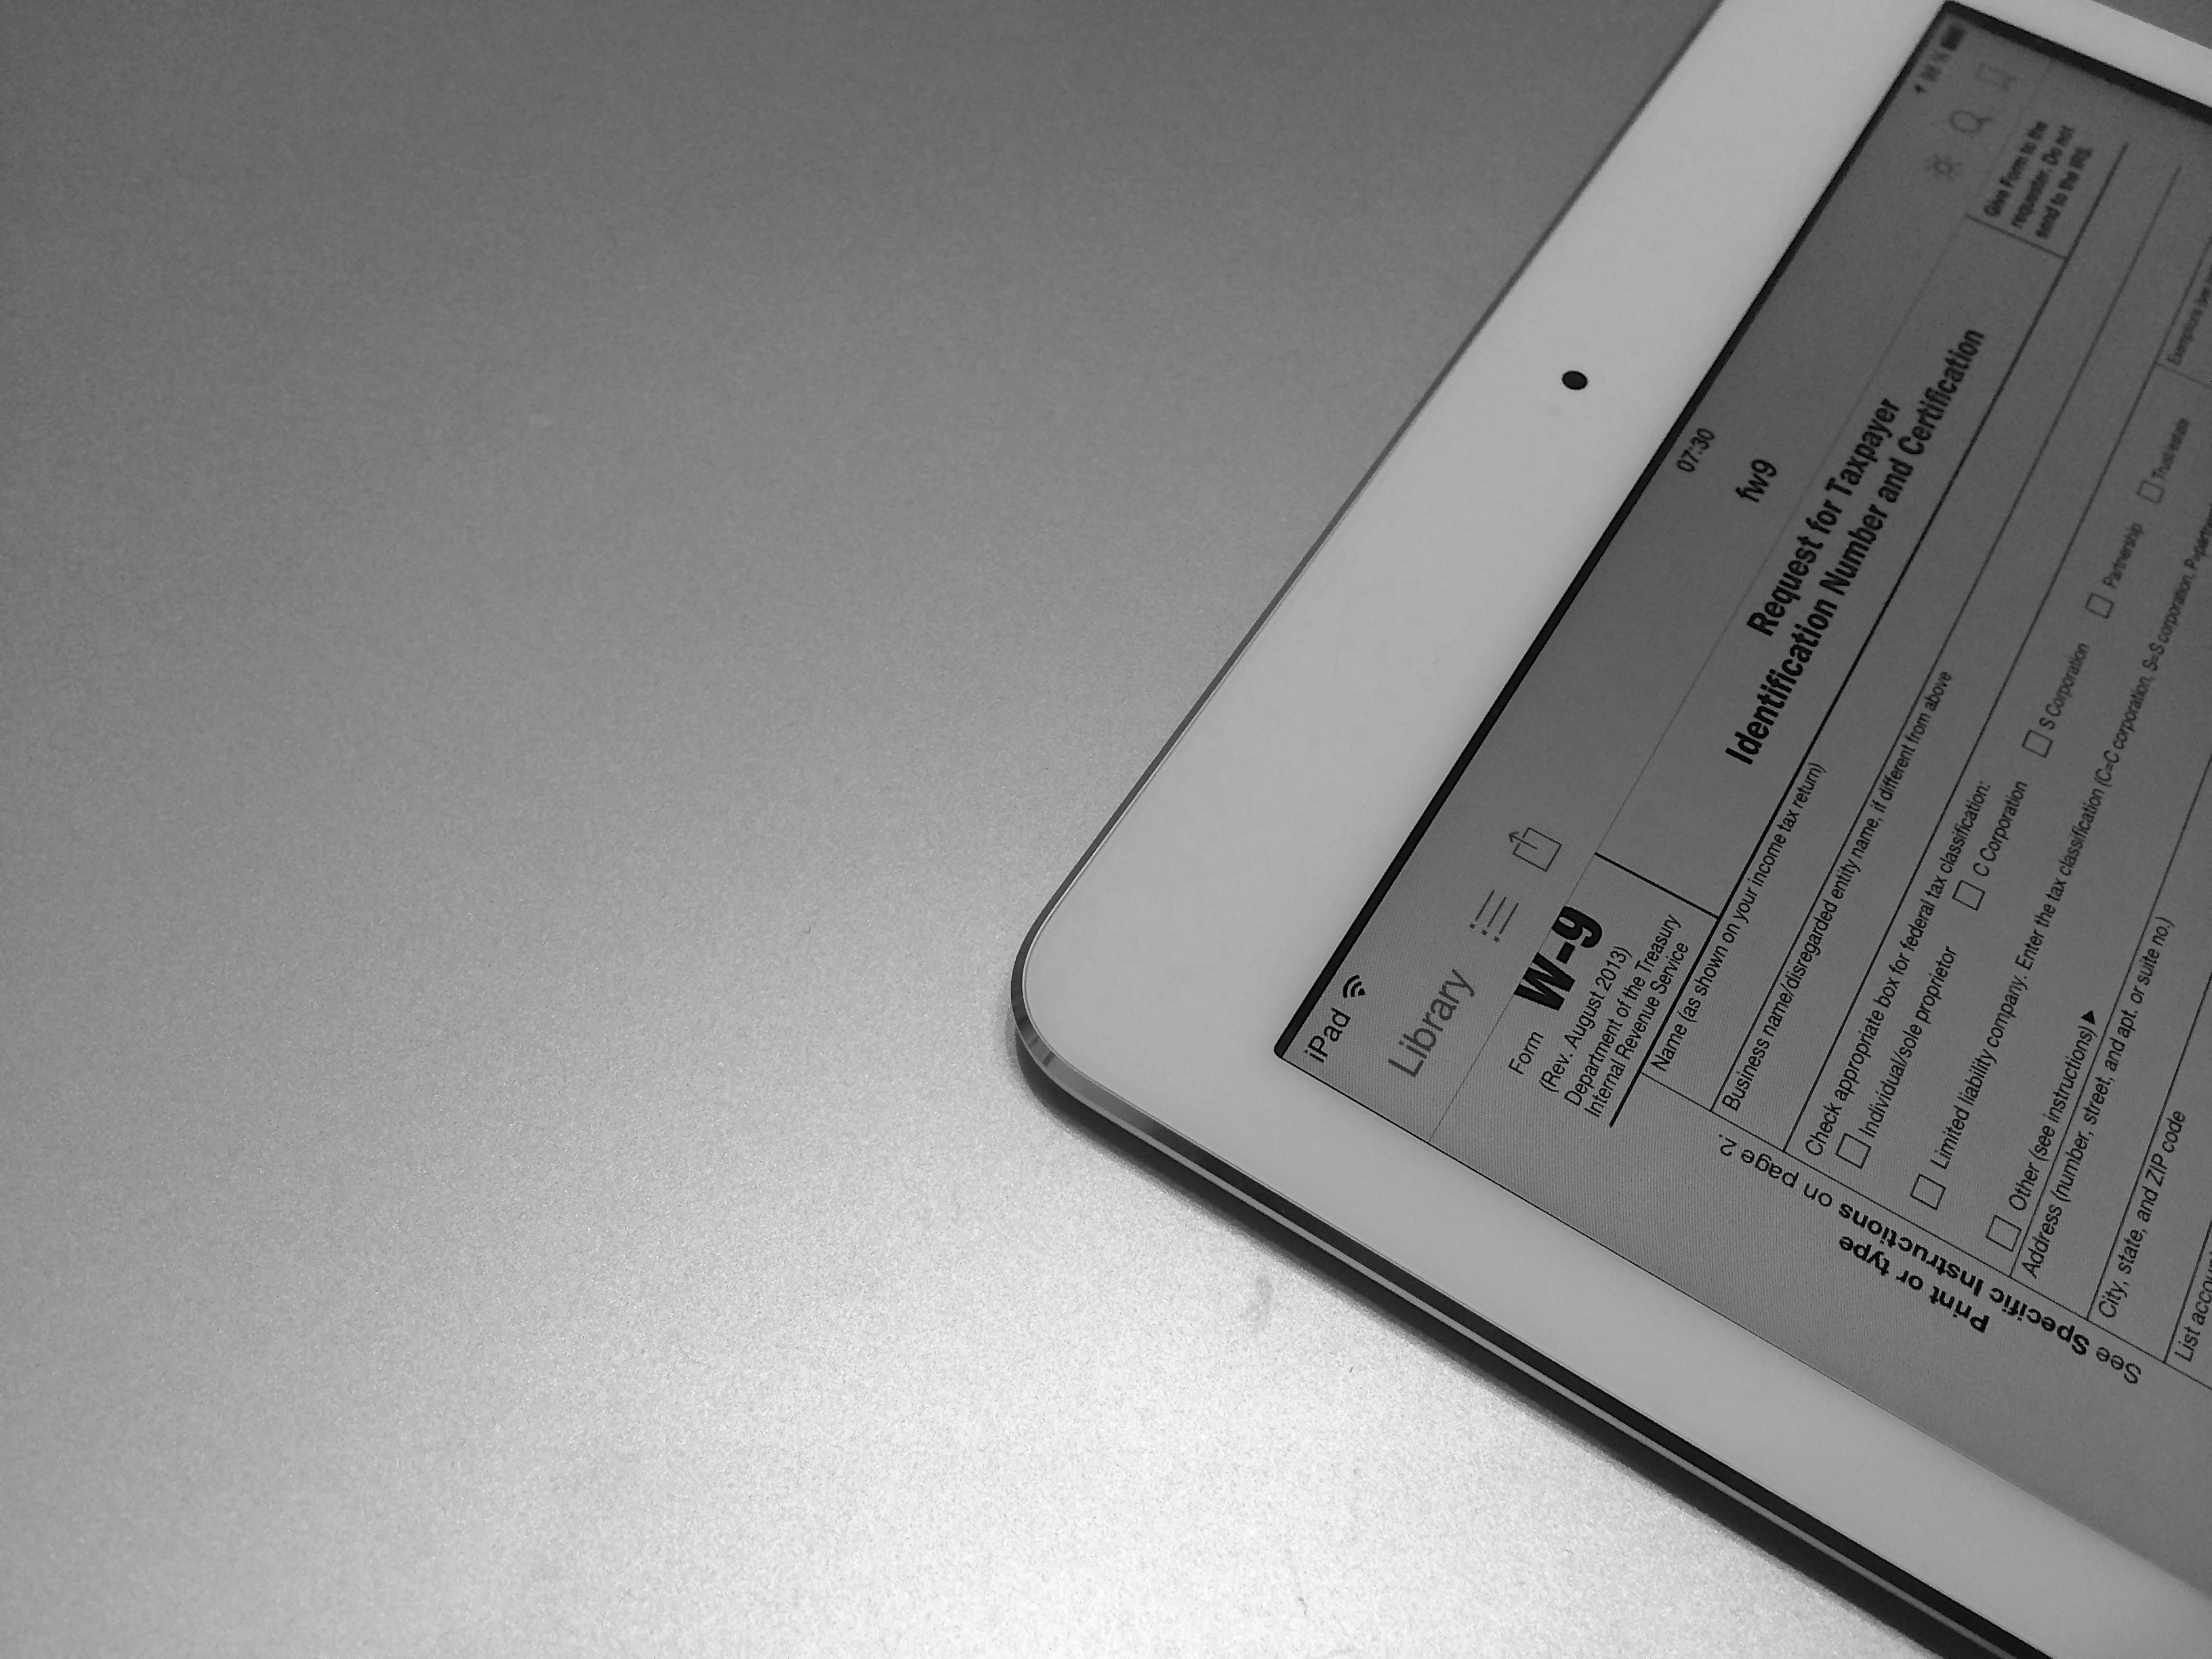 iPad
07:30
98 %
Library
fw9
Form W-9
(Rev. August 2013)
Department of the Treasury
Internal Revenue Service
Request for Taxpayer
Identification Number and Certification
Give Form to the
requester. Do not
send to the IRS.
Print or type
See Specific Instructions on page 2.
Name (as shown on your income tax return)
Business name/disregarded entity name, if different from above
Check appropriate box for federal tax classification:
Individual/sole proprietor
C Corporation
S Corporation
Partnership
Trust/estate
Exemptions (see
Limited liability company. Enter the tax classification (C=C corporation, S=S corporation,
Other (see instructions) ▶
Address (number, street, and apt. or suite no.)
City, state, and ZIP code
List